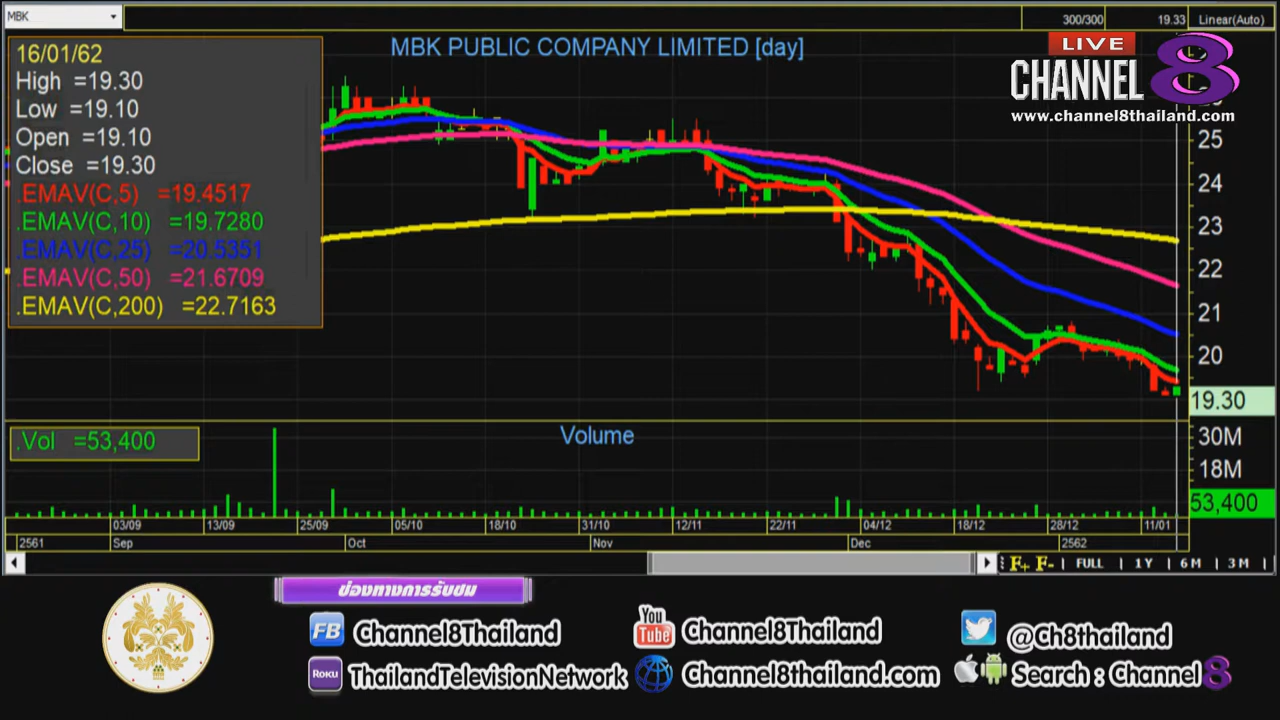 MBK
300/300
19.33
Linear(Auto)
16/01/62
High =19.30
Low =19.10
Open =19.10
Close =19.30
.EMAV(C,5) =19.4517
.EMAV(C,10) =19.7280
.EMAV(C,25) =20.5351
.EMAV(C,50) =21.6709
.EMAV(C,200) =22.7163
MBK PUBLIC COMPANY LIMITED [day]
LIVE
CHANNEL 8
www.channel8thailand.com
25
24
23
22
21
20
19.30
.Vol =53,400
Volume
30M
18M
53,400
03/09 13/09 25/09 05/10 18/10 31/10 12/11 22/11 04/12 18/12 28/12 11/01
2561 Sep Oct Nov Dec 2562
F+ F- | FULL | 1Y | 6M | 3M |
ช่องทางการรับชม
FB Channel8Thailand
You Tube Channel8Thailand
@Ch8thailand
ROKU ThailandTelevisionNetwork
Channel8thailand.com
Search : Channel 8